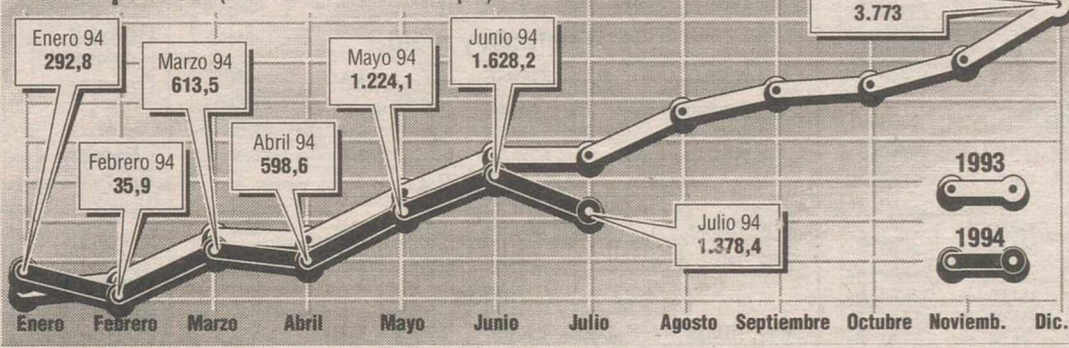 3.773
Enero 94
292,8
Febrero 94
35,9
Marzo 94
613,5
Abril 94
598,6
Mayo 94
1.224,1
Junio 94
1.628,2
Julio 94
1.378,4
1993
1994
Enero Febrero Marzo Abril Mayo Junio Julio Agosto Septiembre Octubre Noviemb. Dic.